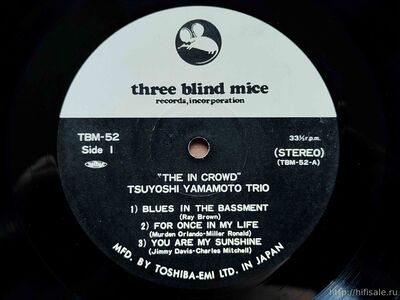 three blind mice
records, incorporation
TBM-52
Side I
33⅓r.p.m.
(STEREO)
(TBM-52-A)
"THE IN CROWD"
TSUYOSHI YAMAMOTO TRIO
1) BLUES IN THE BASSMENT
(Ray Brown)
2) FOR ONCE IN MY LIFE
(Murden Orlando-Miller Ronald)
3) YOU ARE MY SUNSHINE
(Jimmy Davis-Charles Mitchell)
MFD. BY TOSHIBA-EMI LTD. IN JAPAN
http://hifisale.ru